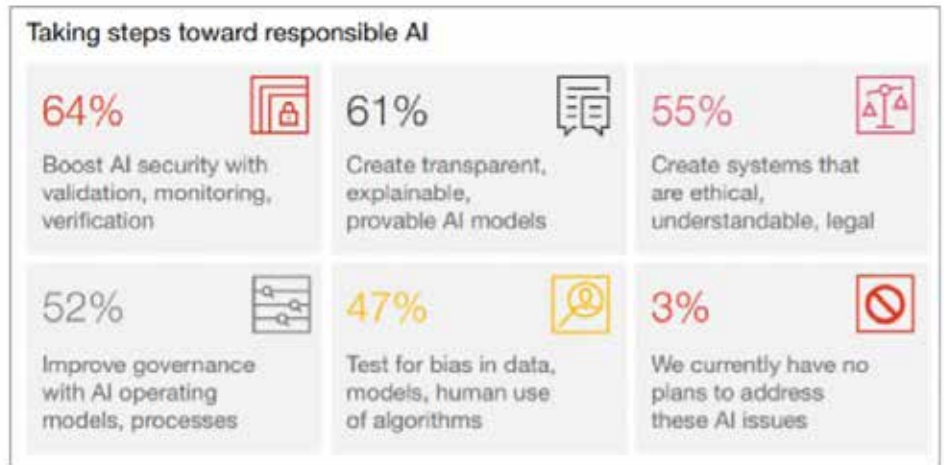 Taking steps toward responsible AI
64%
Boost AI security with
validation, monitoring,
verification
61%
Create transparent,
explainable,
provable AI models
55%
Create systems that
are ethical,
understandable, legal
52%
Improve governance
with AI operating
models, processes
47%
Test for bias in data,
models, human use
of algorithms
3%
We currently have no
plans to address
these AI issues